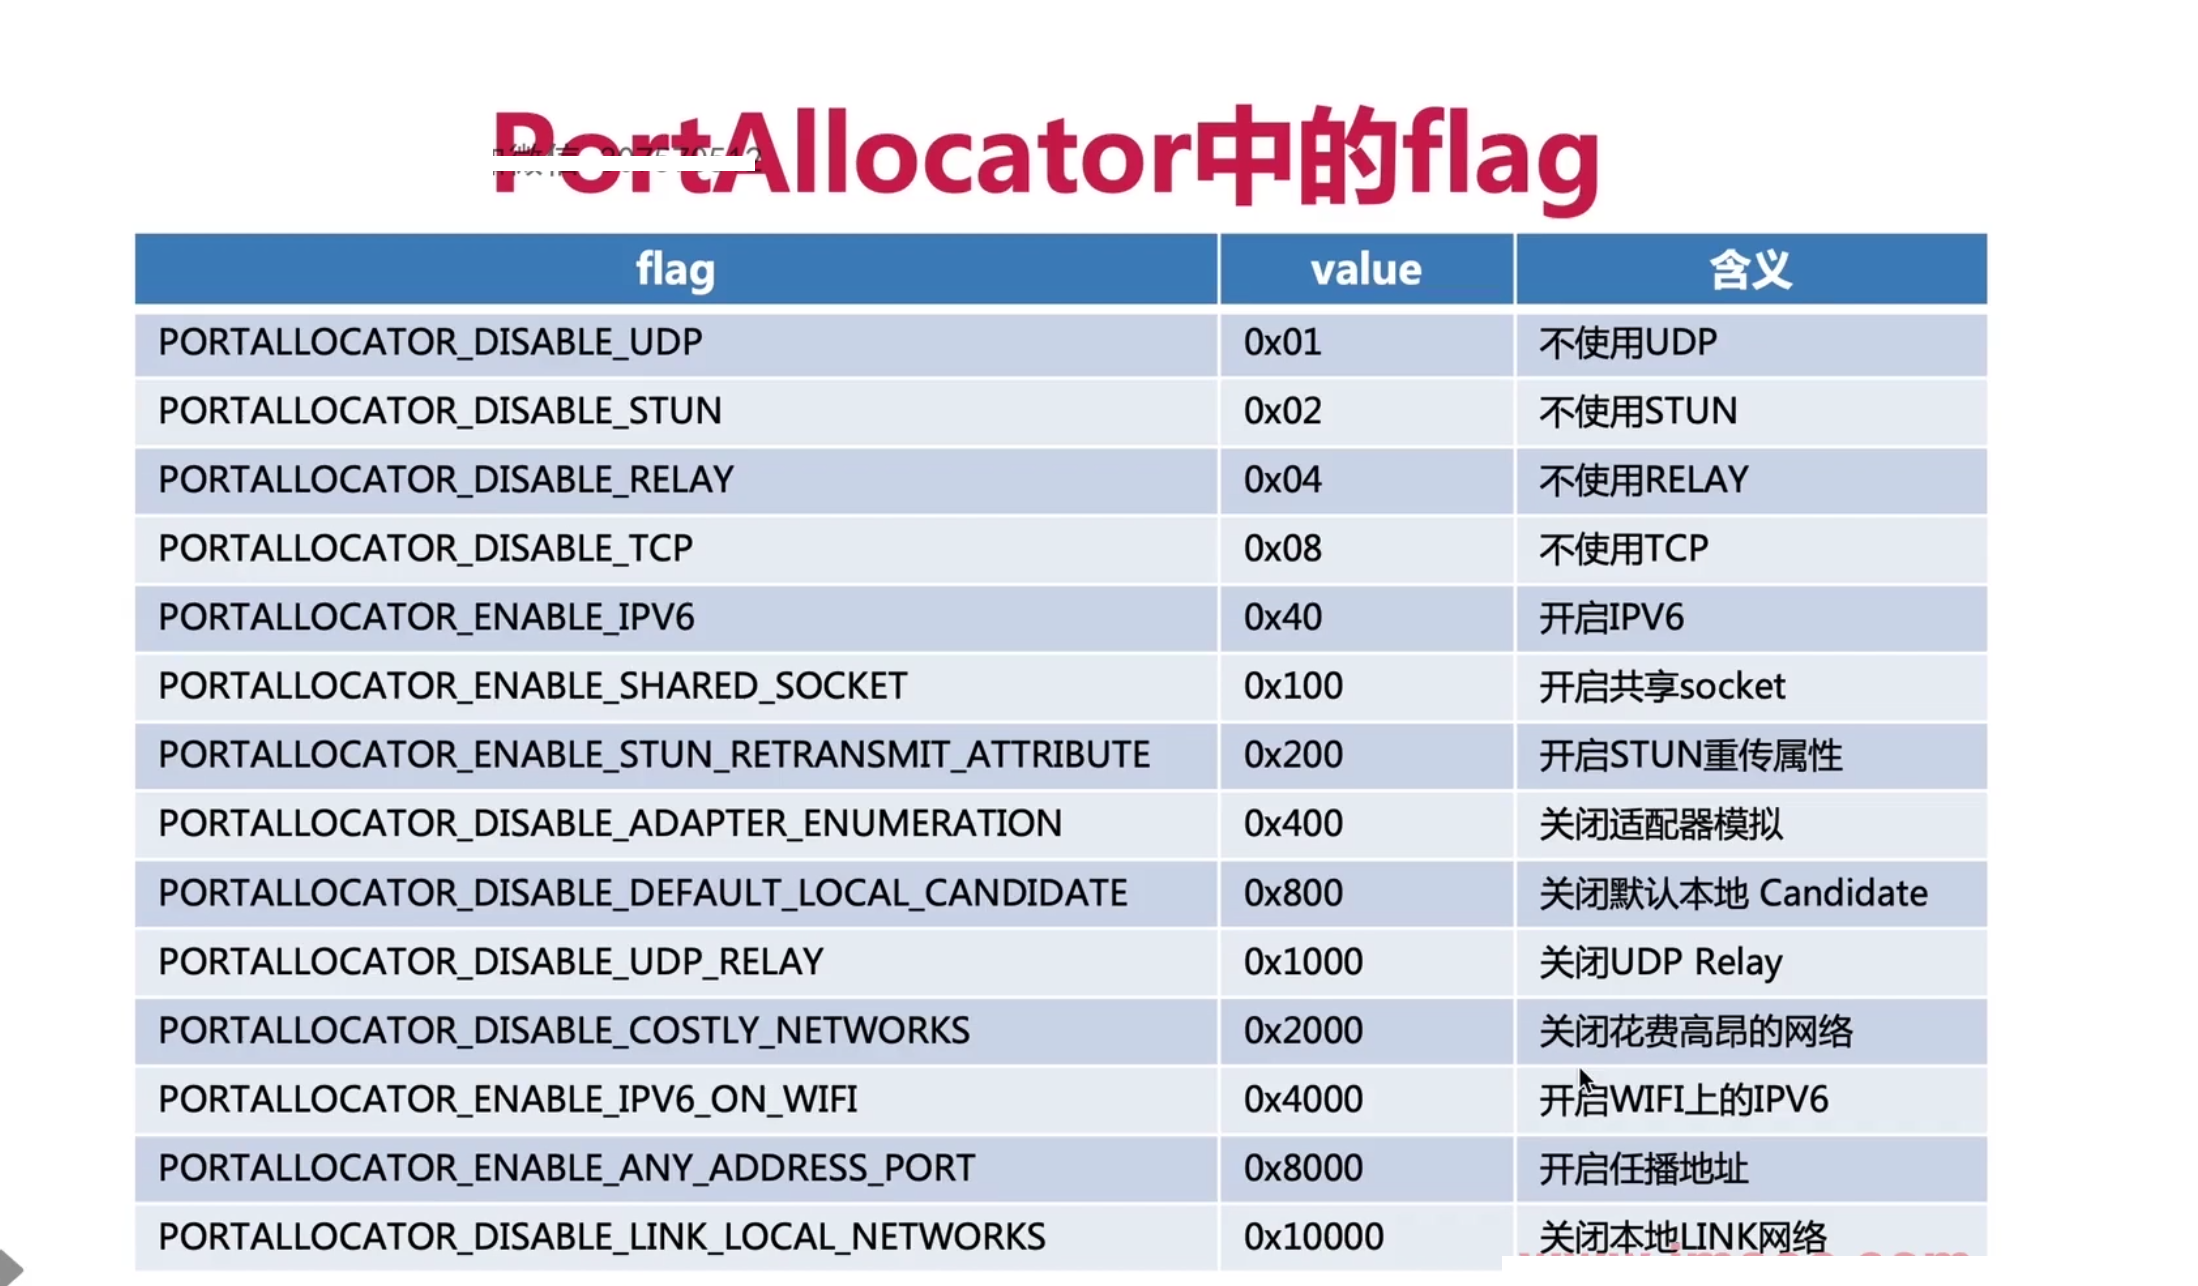 PortAllocator中的flag
flag value 含义
PORTALLOCATOR_DISABLE_UDP 0x01 不使用UDP
PORTALLOCATOR_DISABLE_STUN 0x02 不使用STUN
PORTALLOCATOR_DISABLE_RELAY 0x04 不使用RELAY
PORTALLOCATOR_DISABLE_TCP 0x08 不使用TCP
PORTALLOCATOR_ENABLE_IPV6 0x40 开启IPV6
PORTALLOCATOR_ENABLE_SHARED_SOCKET 0x100 开启共享socket
PORTALLOCATOR_ENABLE_STUN_RETRANSMIT_ATTRIBUTE 0x200 开启STUN重传属性
PORTALLOCATOR_DISABLE_ADAPTER_ENUMERATION 0x400 关闭适配器模拟
PORTALLOCATOR_DISABLE_DEFAULT_LOCAL_CANDIDATE 0x800 关闭默认本地 Candidate
PORTALLOCATOR_DISABLE_UDP_RELAY 0x1000 关闭UDP Relay
PORTALLOCATOR_DISABLE_COSTLY_NETWORKS 0x2000 关闭花费高昂的网络
PORTALLOCATOR_ENABLE_IPV6_ON_WIFI 0x4000 开启WIFI上的IPV6
PORTALLOCATOR_ENABLE_ANY_ADDRESS_PORT 0x8000 开启任播地址
PORTALLOCATOR_DISABLE_LINK_LOCAL_NETWORKS 0x10000 关闭本地LINK网络